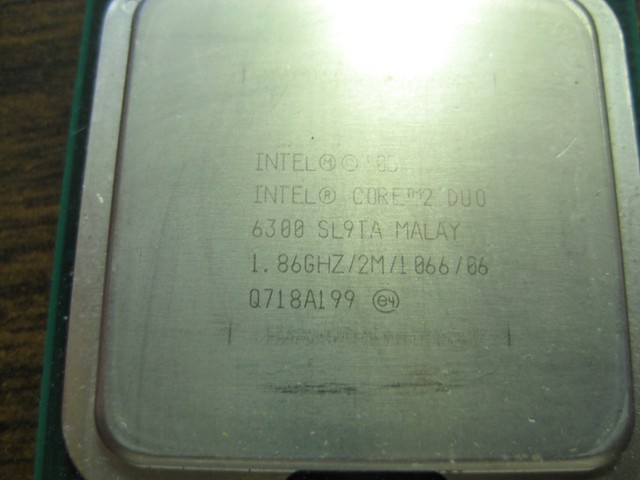 INTEL Ⓜ © '05
INTEL® CORE™2 DUO
6300 SL9TA MALAY
1.86GHZ/2M/1066/06
Q718A199 e4